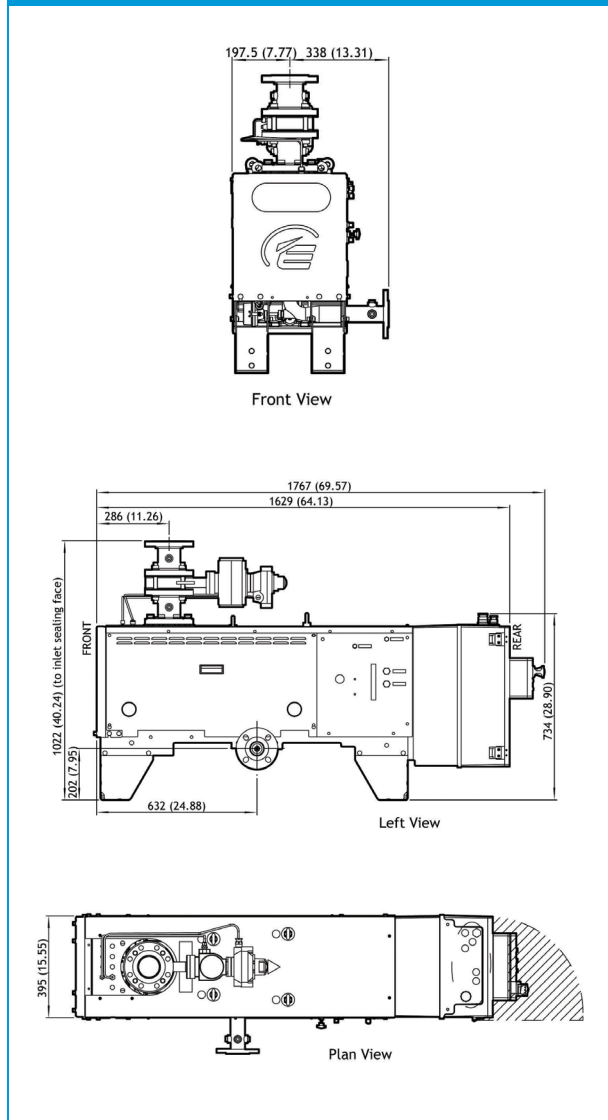 197.5 (7.77)
338 (13.31)
Front View
1767 (69.57)
1629 (64.13)
286 (11.26)
1022 (40.24) (to inlet sealing face)
FRONT
REAR
734 (28.90)
202 (7.95)
632 (24.88)
Left View
395 (15.55)
Plan View